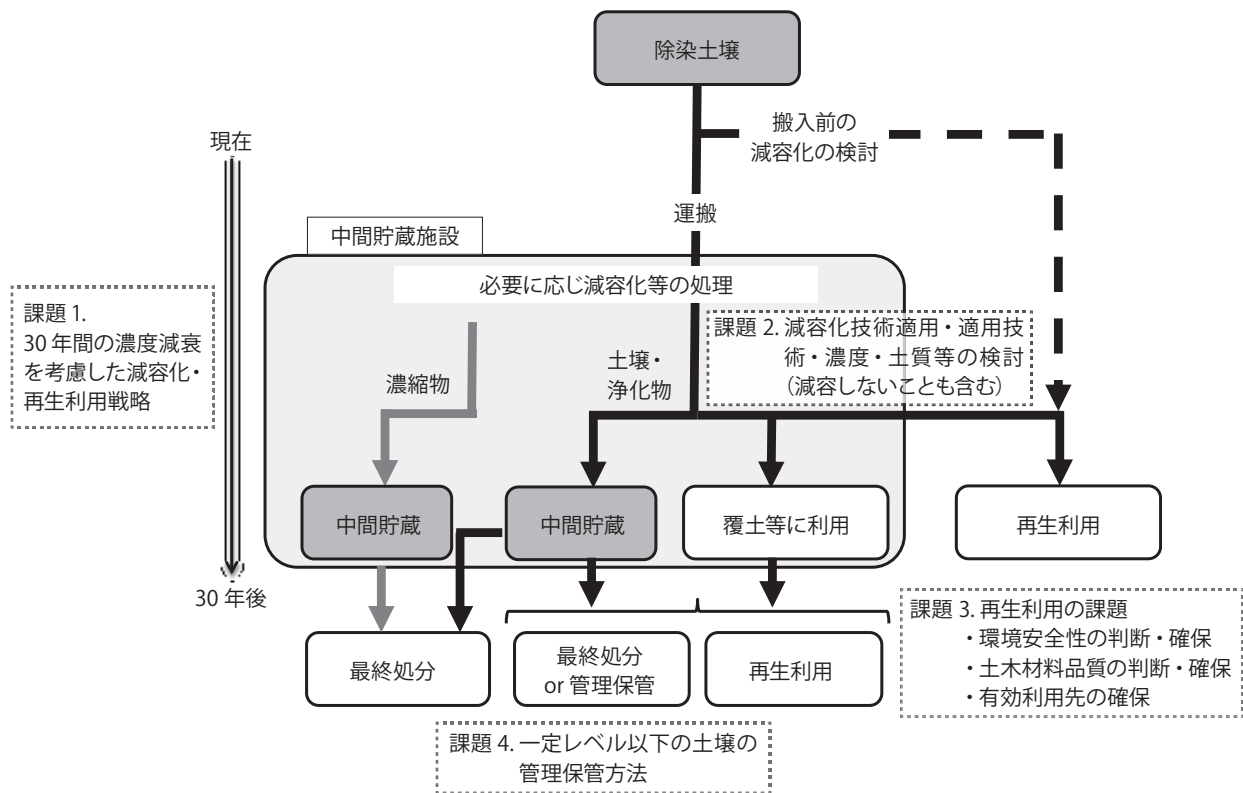 除染土壌
搬入前の
減容化の検討
現在
運搬
中間貯蔵施設
必要に応じ減容化等の処理
課題 1.
30 年間の濃度減衰
を考慮した減容化・
再生利用戦略
課題 2. 減容化技術適用・適用技
術・濃度・土質等の検討
（減容しないことも含む）
濃縮物
土壌・
浄化物
中間貯蔵
中間貯蔵
覆土等に利用
再生利用
30 年後
課題 3. 再生利用の課題
・環境安全性の判断・確保
・土木材料品質の判断・確保
・有効利用先の確保
最終処分
最終処分
or 管理保管
再生利用
課題 4. 一定レベル以下の土壌の
管理保管方法